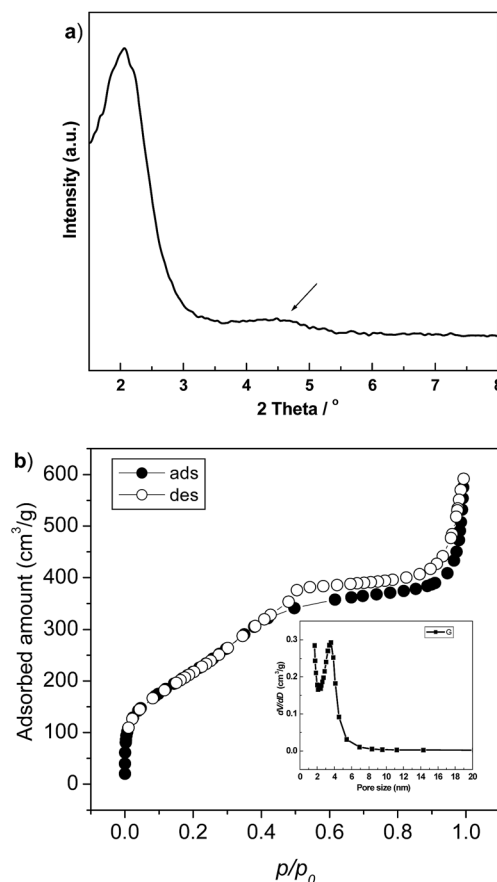 a)
Intensity (a.u.)
2 3 4 5 6 7 8
2 Theta / °
b)
ads
des
Adsorbed amount (cm³/g)
600
500
400
300
200
100
0
G
dV/dD (cm³/g)
0.3
0.2
0.1
0.0
0 2 4 6 8 10 12 14 16 18 20
Pore size (nm)
0.0 0.2 0.4 0.6 0.8 1.0
p/p₀